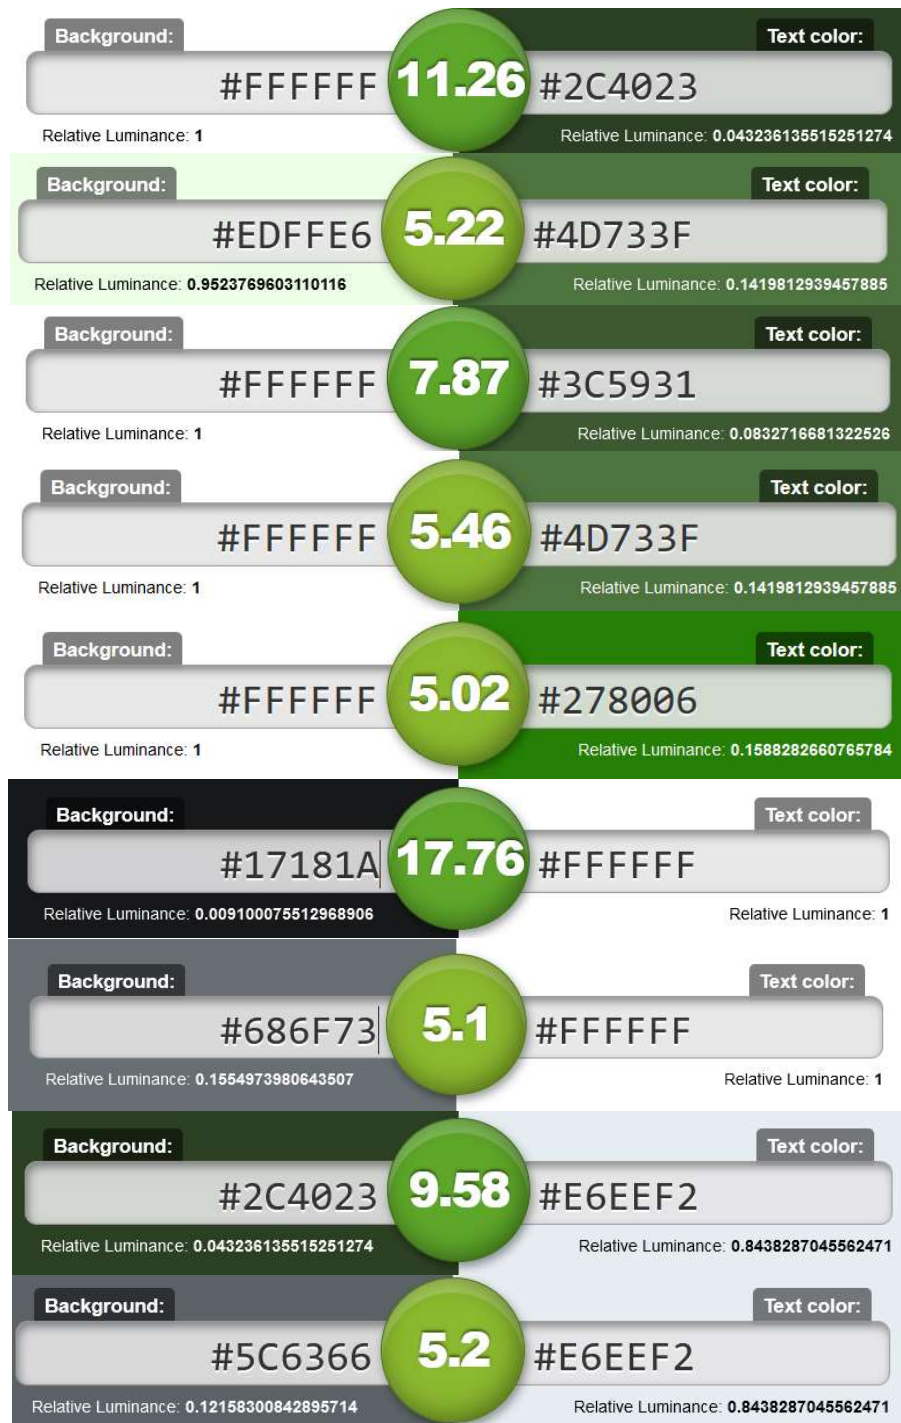 Background: Text color:
#FFFFFF 11.26 #2C4023
Relative Luminance: 1 Relative Luminance: 0.043236135515251274
Background: Text color:
#EDFFE6 5.22 #4D733F
Relative Luminance: 0.9523769603110116 Relative Luminance: 0.1419812939457885
Background: Text color:
#FFFFFF 7.87 #3C5931
Relative Luminance: 1 Relative Luminance: 0.0832716681322526
Background: Text color:
#FFFFFF 5.46 #4D733F
Relative Luminance: 1 Relative Luminance: 0.1419812939457885
Background: Text color:
#FFFFFF 5.02 #278006
Relative Luminance: 1 Relative Luminance: 0.1588282660765784
Background: Text color:
#17181A 17.76 #FFFFFF
Relative Luminance: 0.009100075512968906 Relative Luminance: 1
Background: Text color:
#686F73 5.1 #FFFFFF
Relative Luminance: 0.1554973980643507 Relative Luminance: 1
Background: Text color:
#2C4023 9.58 #E6EEF2
Relative Luminance: 0.043236135515251274 Relative Luminance: 0.8438287045562471
Background: Text color:
#5C6366 5.2 #E6EEF2
Relative Luminance: 0.12158300842895714 Relative Luminance: 0.8438287045562471